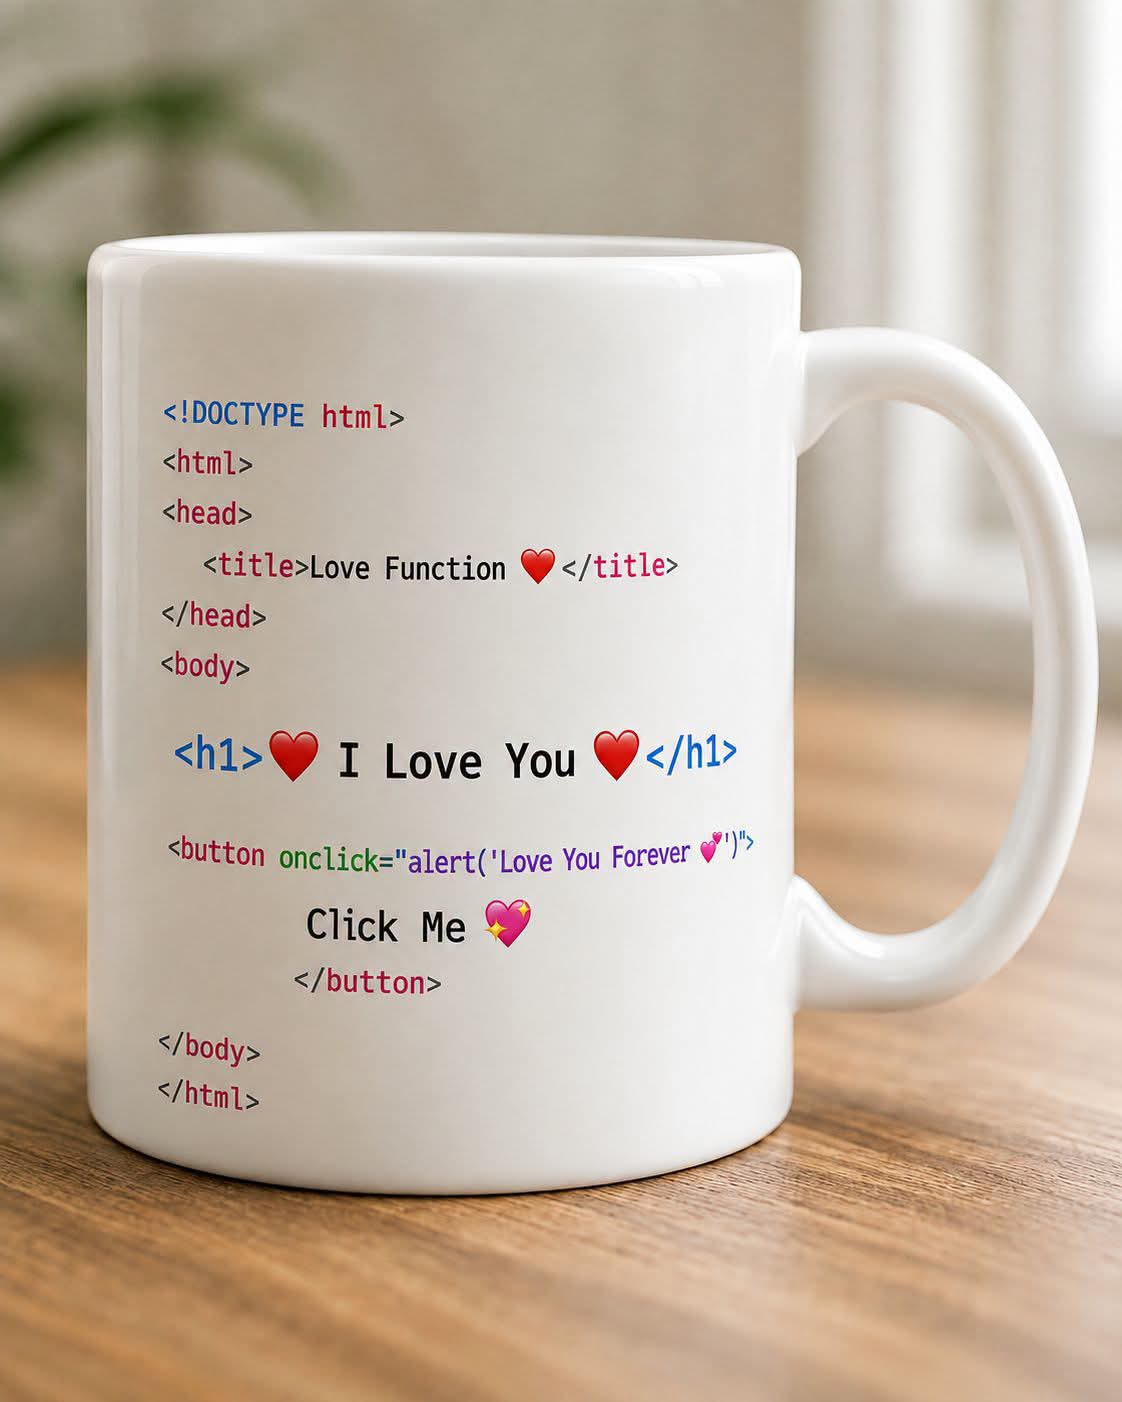 <!DOCTYPE html>
<html>
<head>
<title>Love Function ❤️</title>
</head>
<body>
<h1>❤️ I Love You ❤️</h1>
<button onclick="alert('Love You Forever 💕')">
Click Me 💖
</button>
</body>
</html>